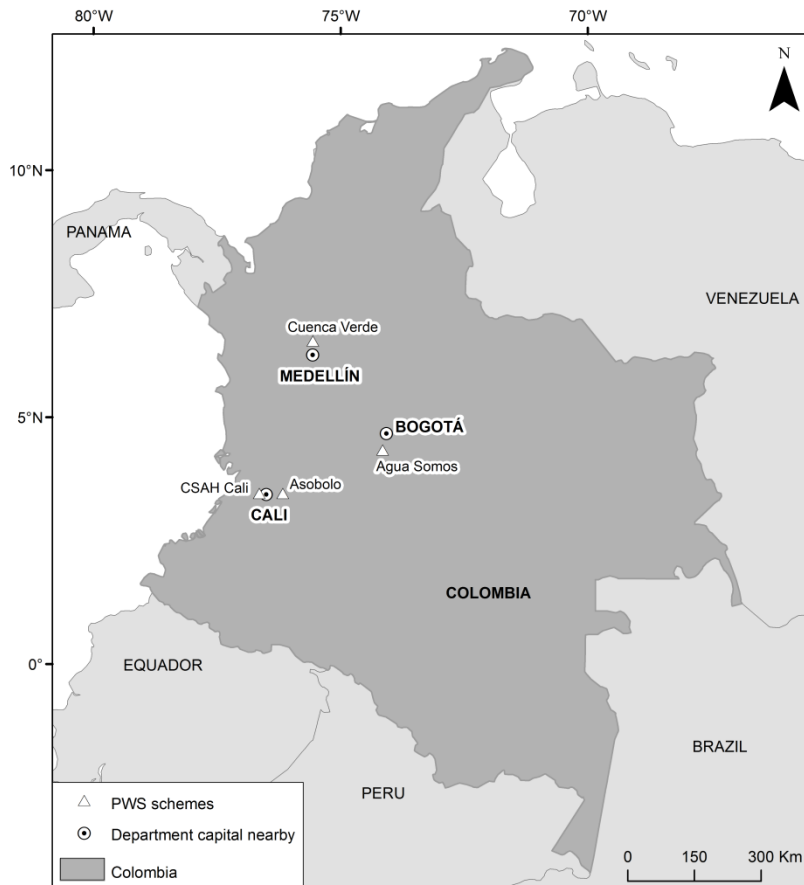 80°W 75°W 70°W
N
10°N
PANAMA
VENEZUELA
Cuenca Verde
MEDELLÍN
5°N
BOGOTÁ
Agua Somos
CSAH Cali Asobolo
CALI
COLOMBIA
0°
EQUADOR
BRAZIL
PERU
PWS schemes
Department capital nearby
Colombia
0 150 300 Km